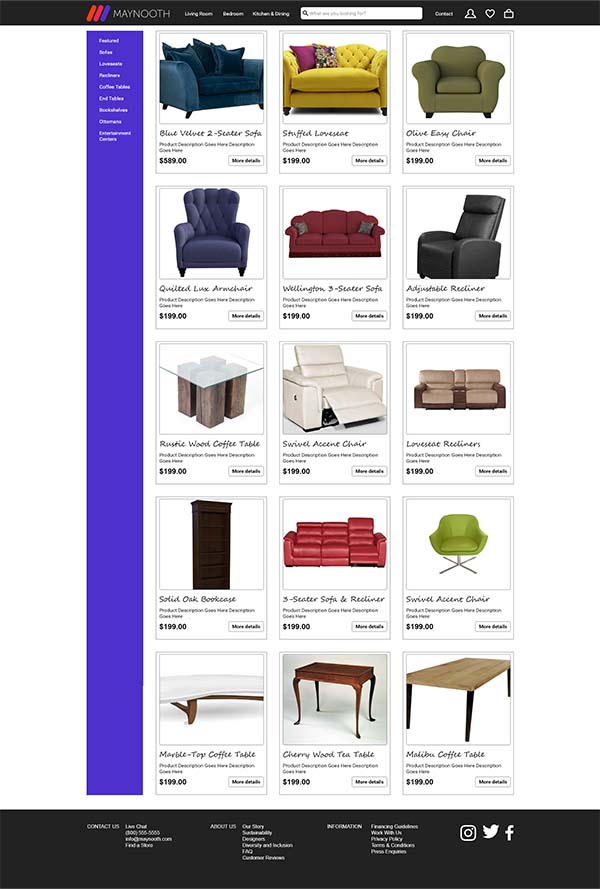 MAYNOOTH
Living Room
Bedroom
Kitchen & Dining
What are you looking for?
Contact
Featured
Sofas
Loveseats
Recliners
Coffee Tables
End Tables
Bookshelves
Ottomans
Entertainment
Centers
Blue Velvet 2-Seater Sofa
Product Description Goes Here Description
Goes Here
$589.00
More details
Stuffed Loveseat
Product Description Goes Here Description
Goes Here
$199.00
More details
Olive Easy Chair
Product Description Goes Here Description
Goes Here
$199.00
More details
Quilted Lux Armchair
Product Description Goes Here Description
Goes Here
$199.00
More details
Wellington 3-Seater Sofa
Product Description Goes Here Description
Goes Here
$199.00
More details
Adjustable Recliner
Product Description Goes Here Description
Goes Here
$199.00
More details
Rustic Wood Coffee Table
Product Description Goes Here Description
Goes Here
$199.00
More details
Swivel Accent Chair
Product Description Goes Here Description
Goes Here
$199.00
More details
Loveseat Recliners
Product Description Goes Here Description
Goes Here
$199.00
More details
Solid Oak Bookcase
Product Description Goes Here Description
Goes Here
$199.00
More details
3-Seater Sofa & Recliner
Product Description Goes Here Description
Goes Here
$199.00
More details
Swivel Accent Chair
Product Description Goes Here Description
Goes Here
$199.00
More details
Marble-Top Coffee Table
Product Description Goes Here Description
Goes Here
$199.00
More details
Cherry Wood Tea Table
Product Description Goes Here Description
Goes Here
$199.00
More details
Malibu Coffee Table
Product Description Goes Here Description
Goes Here
$199.00
More details
CONTACT US
Live Chat
(800) 555-5555
info@maynooth.com
Find a Store
ABOUT US
Our Story
Sustainability
Designers
Diversity and Inclusion
FAQ
Customer Reviews
INFORMATION
Financing Guidelines
Work With Us
Privacy Policy
Terms & Conditions
Press Enquiries